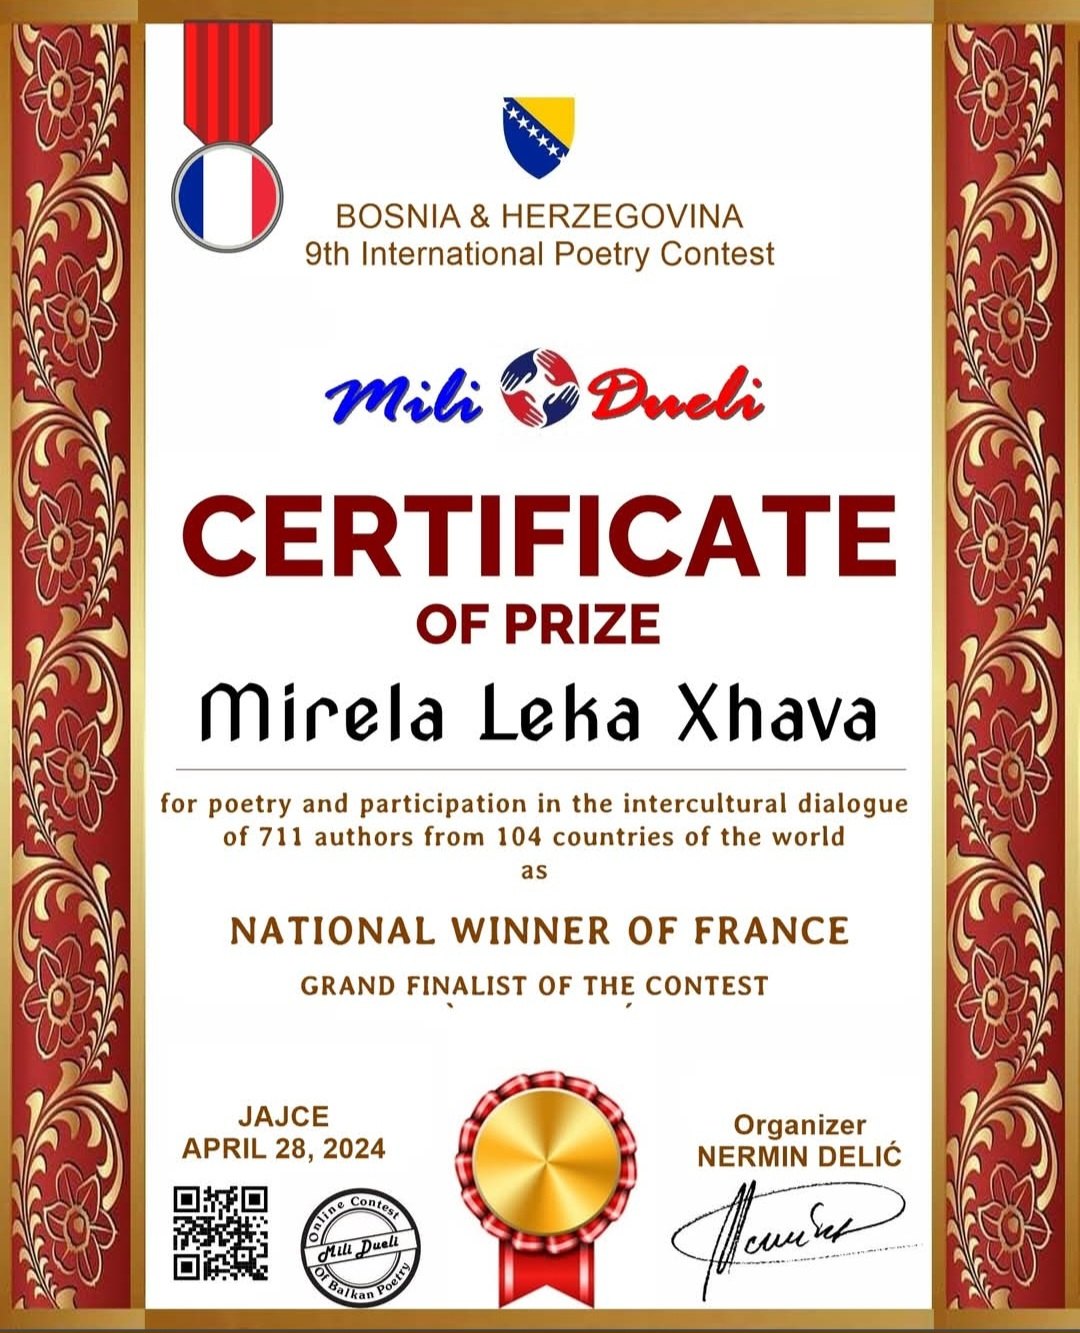 BOSNIA & HERZEGOVINA
9th International Poetry Contest
Mili Dueli
CERTIFICATE
OF PRIZE
Mirela Leka Xhava
for poetry and participation in the intercultural dialogue
of 711 authors from 104 countries of the world
as
NATIONAL WINNER OF FRANCE
GRAND FINALIST OF THE CONTEST
JAJCE
APRIL 28, 2024
Organizer
NERMIN DELIĆ
Online Contest
Mili Dueli
Of Balkan Poetry